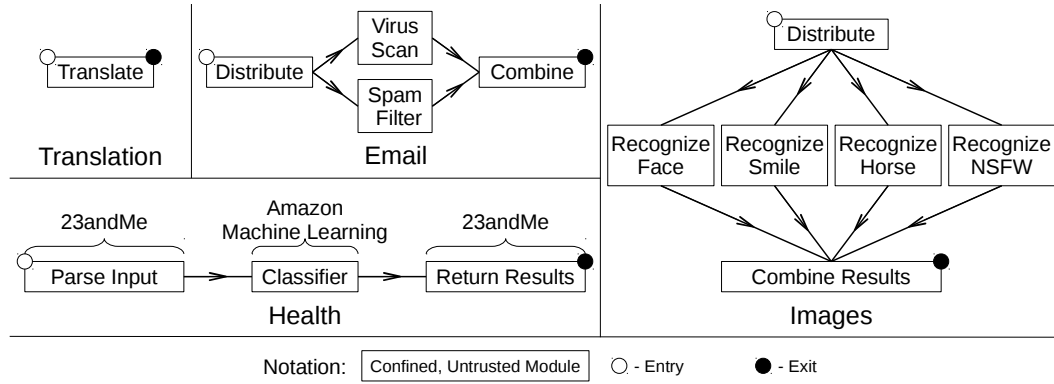 Translate
Translation
Distribute
Virus
Scan
Spam
Filter
Combine
Email
23andMe
Parse Input
Amazon
Machine Learning
Classifier
23andMe
Return Results
Health
Distribute
Recognize
Face
Recognize
Smile
Recognize
Horse
Recognize
NSFW
Combine Results
Images
Notation: Confined, Untrusted Module - Entry - Exit